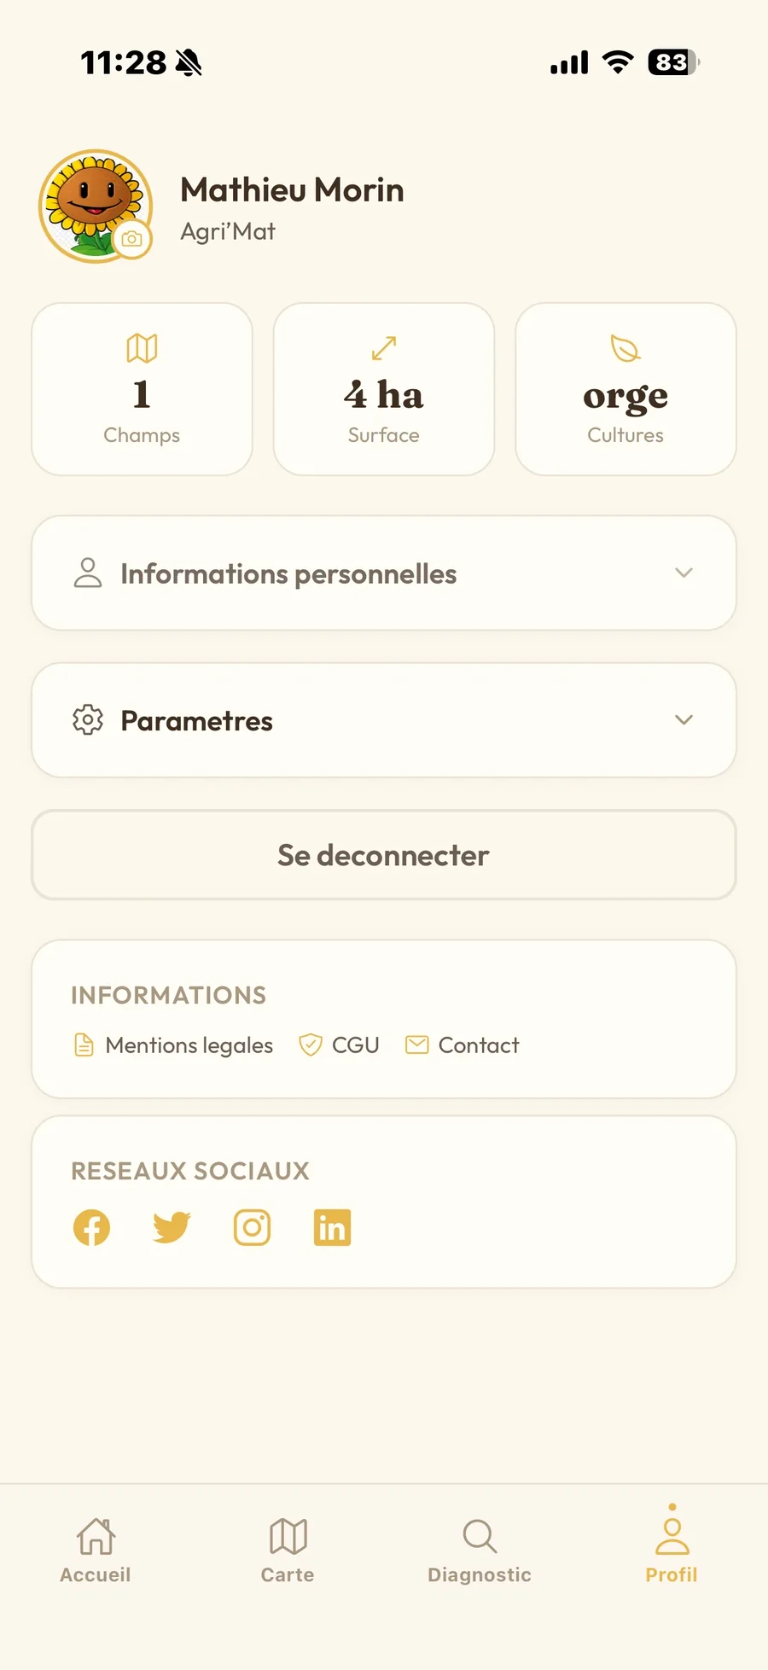 11:28
83
Mathieu Morin
Agri’Mat
1
Champs
4 ha
Surface
orge
Cultures
Informations personnelles
Parametres
Se deconnecter
INFORMATIONS
Mentions legales
CGU
Contact
RESEAUX SOCIAUX
Accueil
Carte
Diagnostic
Profil